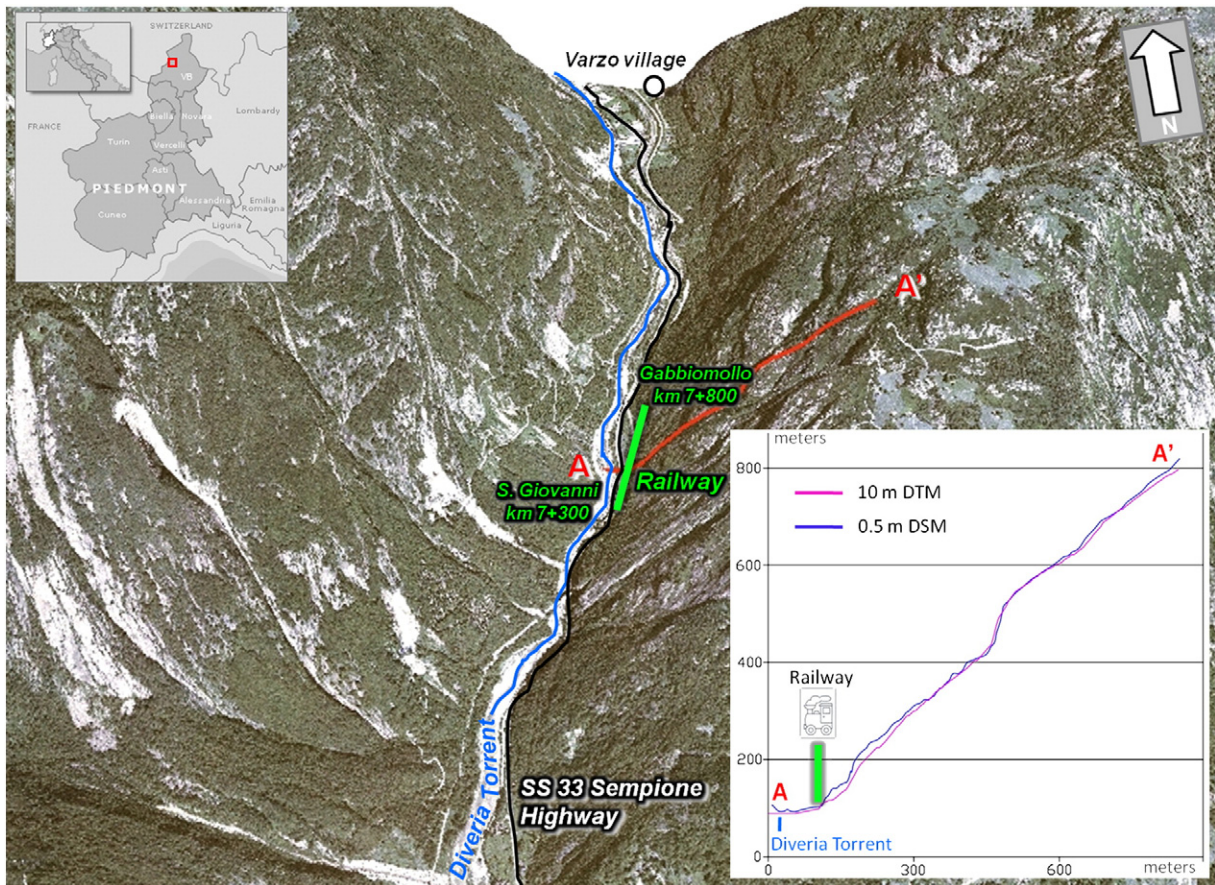 SWITZERLAND
VB
Lombardy
FRANCE
Biella
Novara
Turin
Vercelli
Asti
PIEDMONT
Alessandria
Emilia
Romagna
Cuneo
Liguria
Varzo village
N
A'
Gabbiomollo
km 7+800
A
Railway
S. Giovanni
km 7+300
Diveria Torrent
SS 33 Sempione
Highway
meters
A'
800
10 m DTM
0.5 m DSM
600
400
Railway
200
A
Diveria Torrent
0
300
600
meters